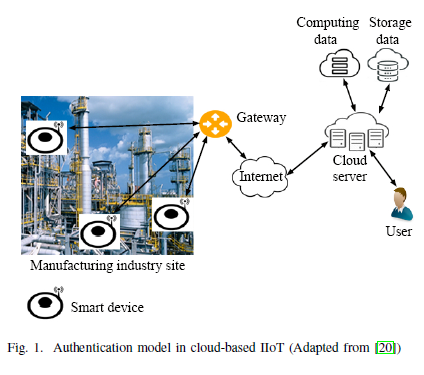 Computing Storage
data data
Gateway
Internet
Cloud
server
User
Manufacturing industry site
Smart device
Fig. 1. Authentication model in cloud-based IIoT (Adapted from [20])